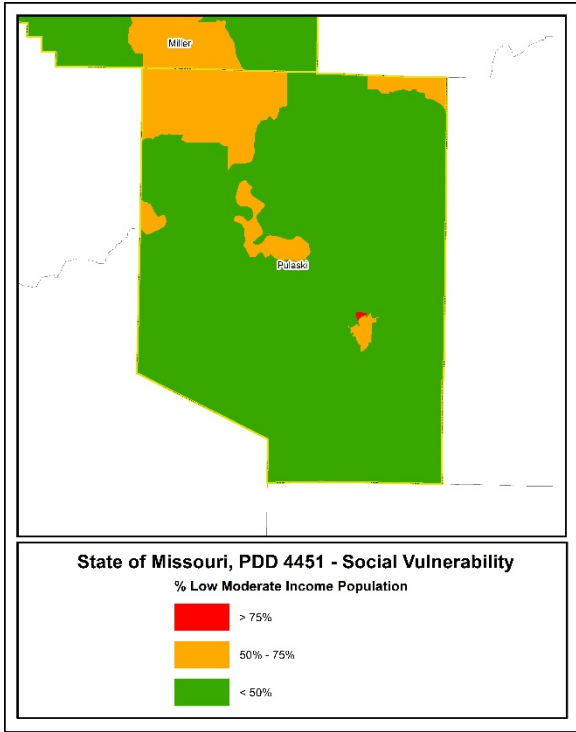 Miller
Pulaski
State of Missouri, PDD 4451 - Social Vulnerability
% Low Moderate Income Population
> 75%
50% - 75%
< 50%